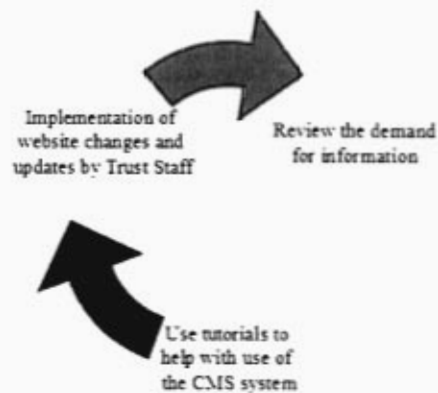 Implementation of
website changes and
updates by Trust Staff
Review the demand
for information
Use tutorials to
help with use of
the CMS system